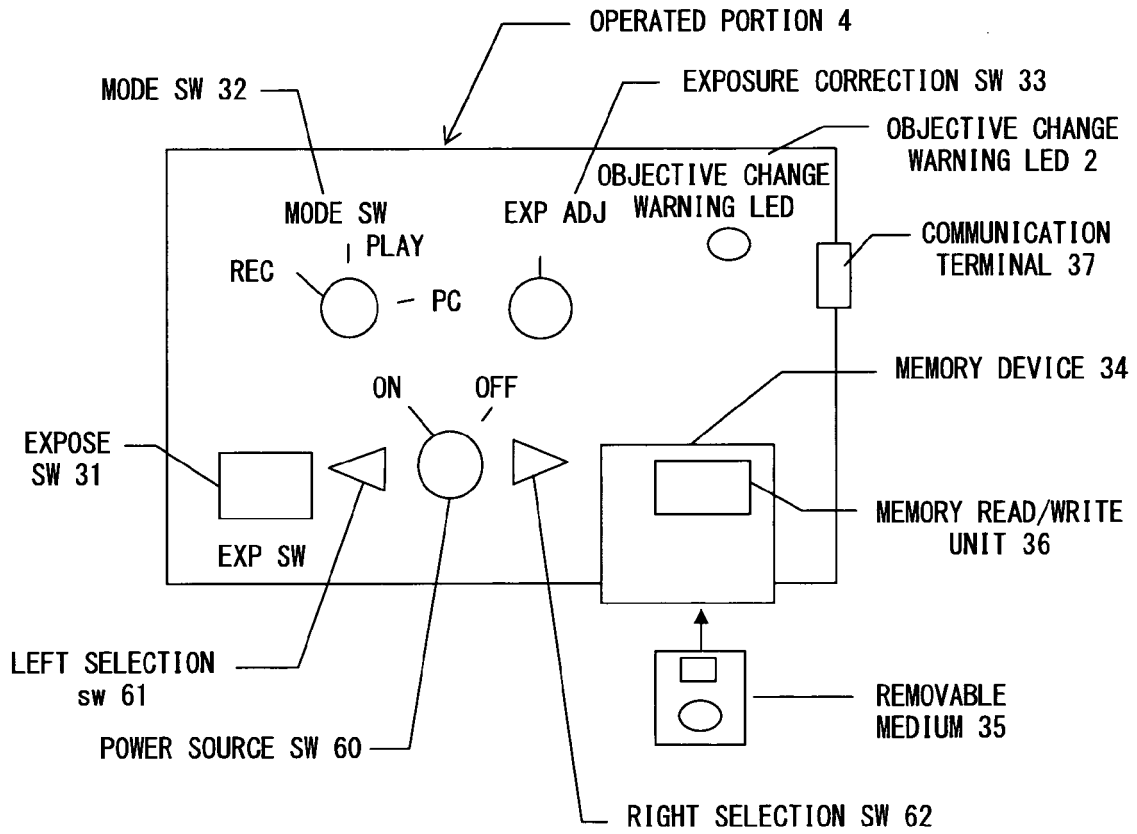 OPERATED PORTION 4
MODE SW 32
EXPOSURE CORRECTION SW 33
OBJECTIVE CHANGE
WARNING LED 2
OBJECTIVE CHANGE
WARNING LED
MODE SW
EXP ADJ
PLAY
REC
PC
COMMUNICATION
TERMINAL 37
ON
OFF
MEMORY DEVICE 34
EXPOSE
SW 31
EXP SW
MEMORY READ/WRITE
UNIT 36
LEFT SELECTION
sw 61
POWER SOURCE SW 60
REMOVABLE
MEDIUM 35
RIGHT SELECTION SW 62